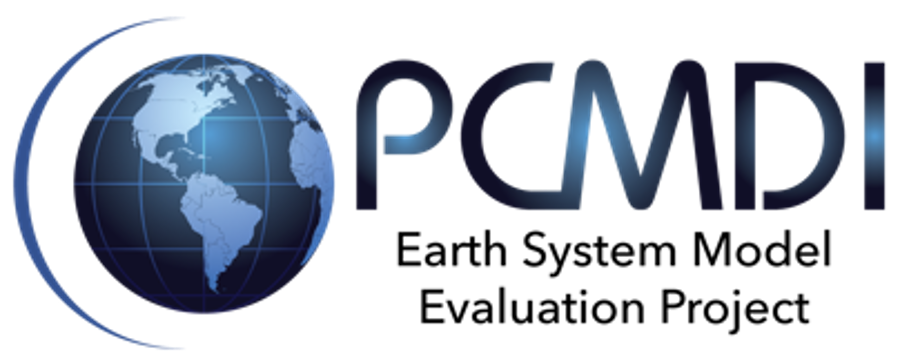 PCMDI
Earth System Model
Evaluation Project